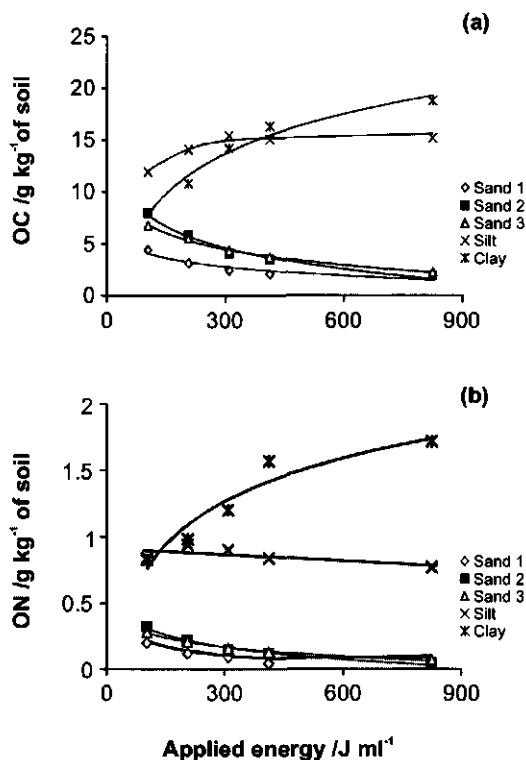 (a)
25
20
15
10
5
0
OC /g kg⁻¹ of soil
◇ Sand 1
■ Sand 2
△ Sand 3
× Silt
ж Clay
0 300 600 900
(b)
2
1.5
1
0.5
0
ON /g kg⁻¹ of soil
◇ Sand 1
■ Sand 2
△ Sand 3
× Silt
ж Clay
0 300 600 900
Applied energy /J ml⁻¹